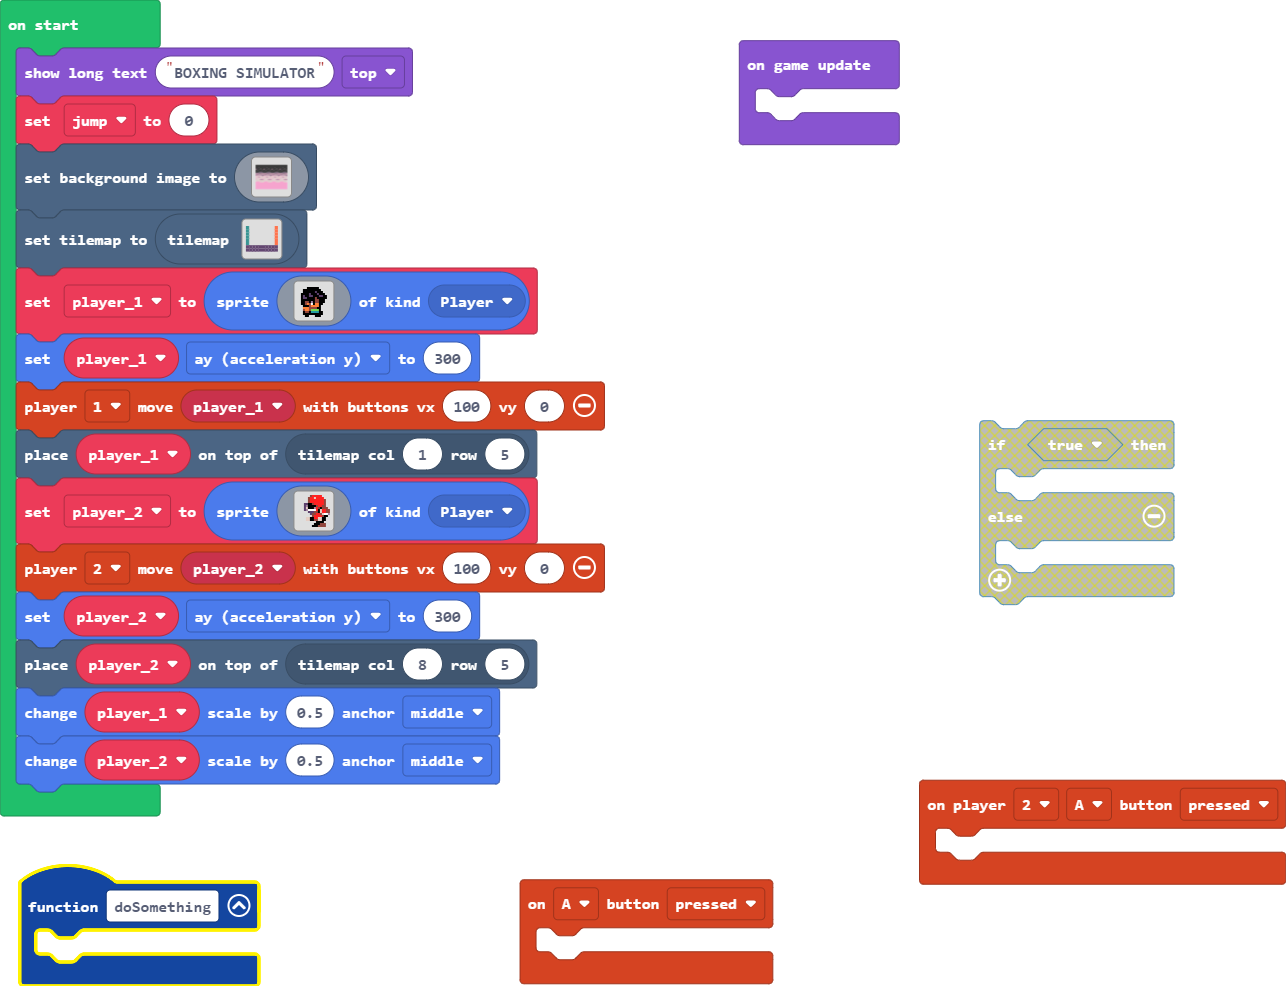 on start
show long text "BOXING SIMULATOR" top
set jump to 0
set background image to
set tilemap to tilemap
set player_1 to sprite of kind Player
set player_1 ay (acceleration y) to 300
player 1 move player_1 with buttons vx 100 vy 0
place player_1 on top of tilemap col 1 row 5
set player_2 to sprite of kind Player
player 2 move player_2 with buttons vx 100 vy 0
set player_2 ay (acceleration y) to 300
place player_2 on top of tilemap col 8 row 5
change player_1 scale by 0.5 anchor middle
change player_2 scale by 0.5 anchor middle
on game update
if true then
else
on player 2 A button pressed
function doSomething
on A button pressed